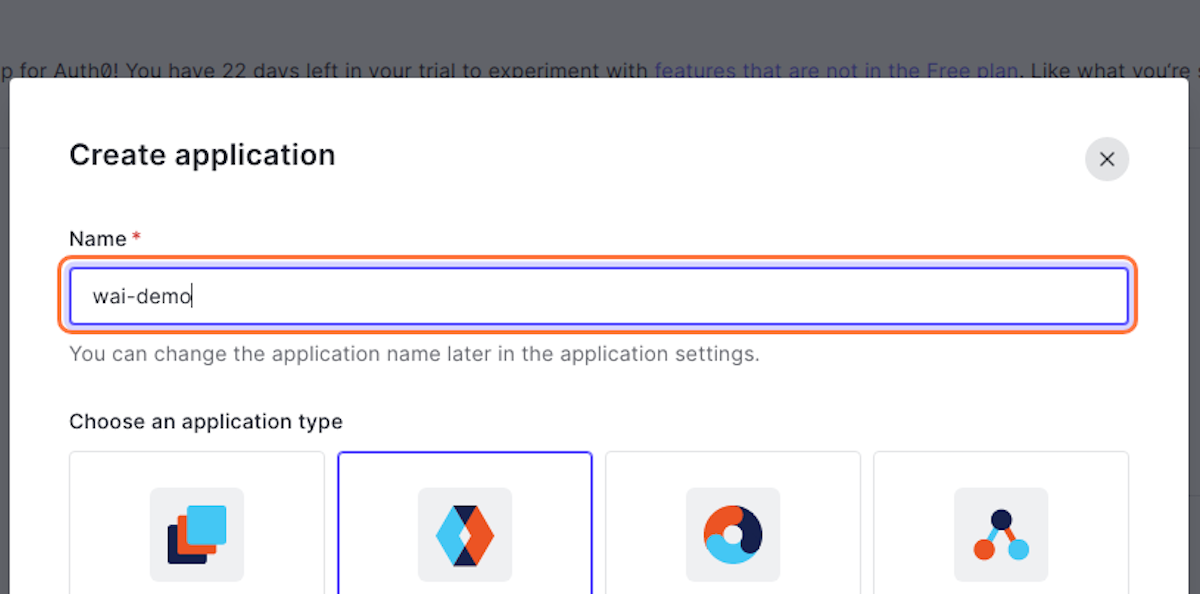 p for Auth0! You have 22 days left in your trial to experiment with features that are not in the Free plan. Like what you're s
Create application
Name *
wai-demo
You can change the application name later in the application settings.
Choose an application type